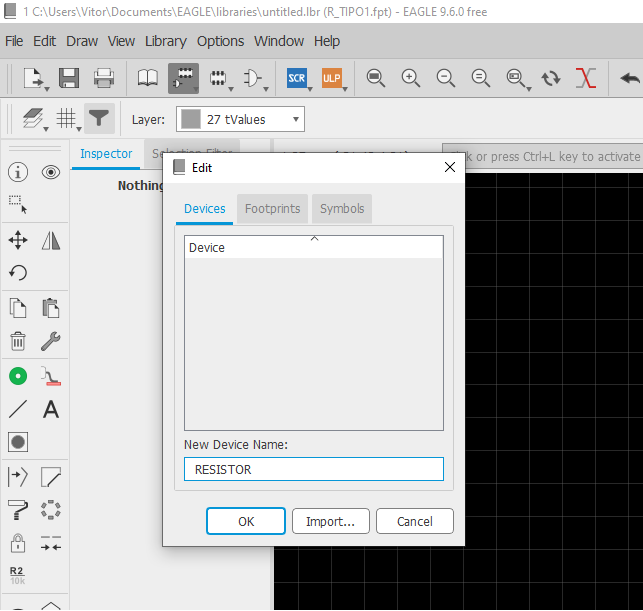 1 C:\Users\Vitor\Documents\EAGLE\libraries\untitled.lbr (R_TIPO1.fpt) - EAGLE 9.6.0 free
File Edit Draw View Library Options Window Help
SCR ULP
Layer: 27 tValues
Inspector Selection Filter
or press Ctrl+L key to activate
Nothing
Edit
Devices Footprints Symbols
Device
New Device Name:
RESISTOR
OK Import... Cancel
A
R2
10k